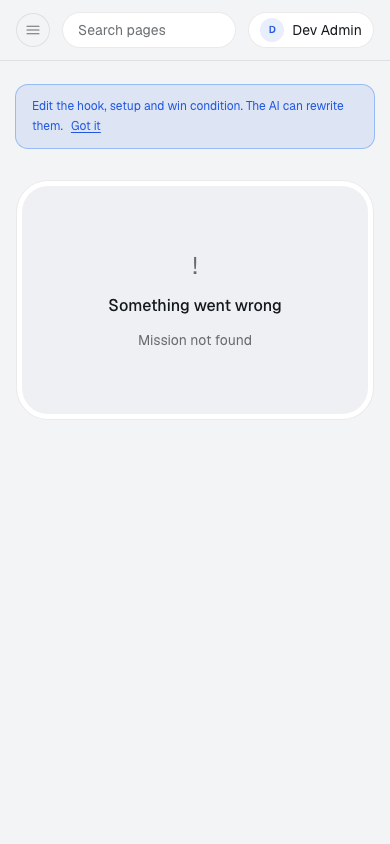 Search pages
D
Dev Admin
Edit the hook, setup and win condition. The AI can rewrite
them. Got it
!
Something went wrong
Mission not found